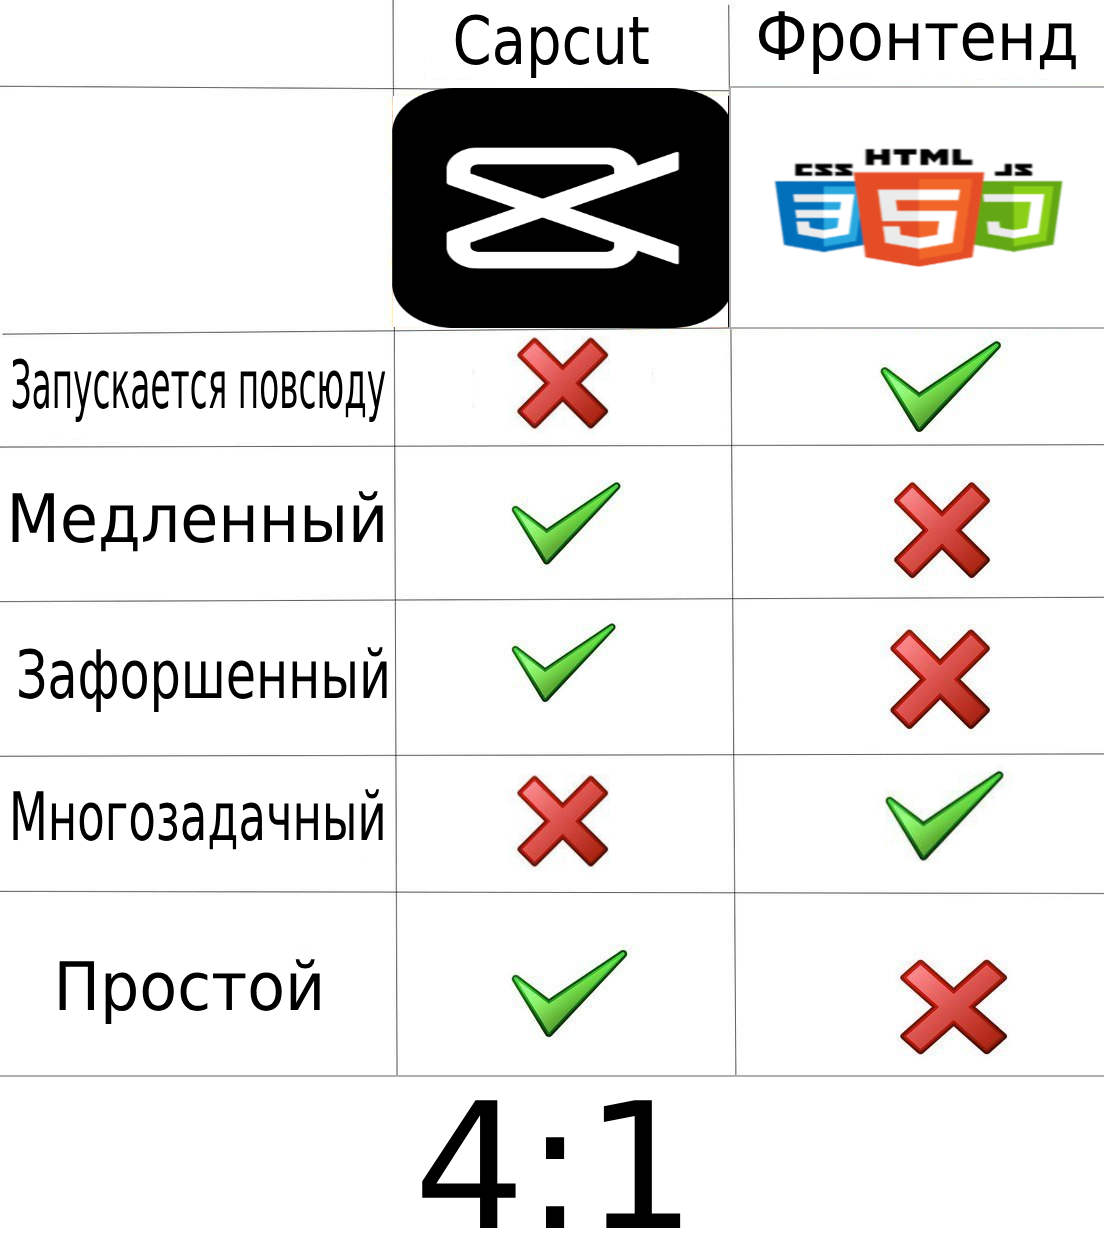 Capcut Фронтенд
CSS HTML JS
Запускается повсюду
Медленный
Зафоршенный
Многозадачный
Простой
4:1